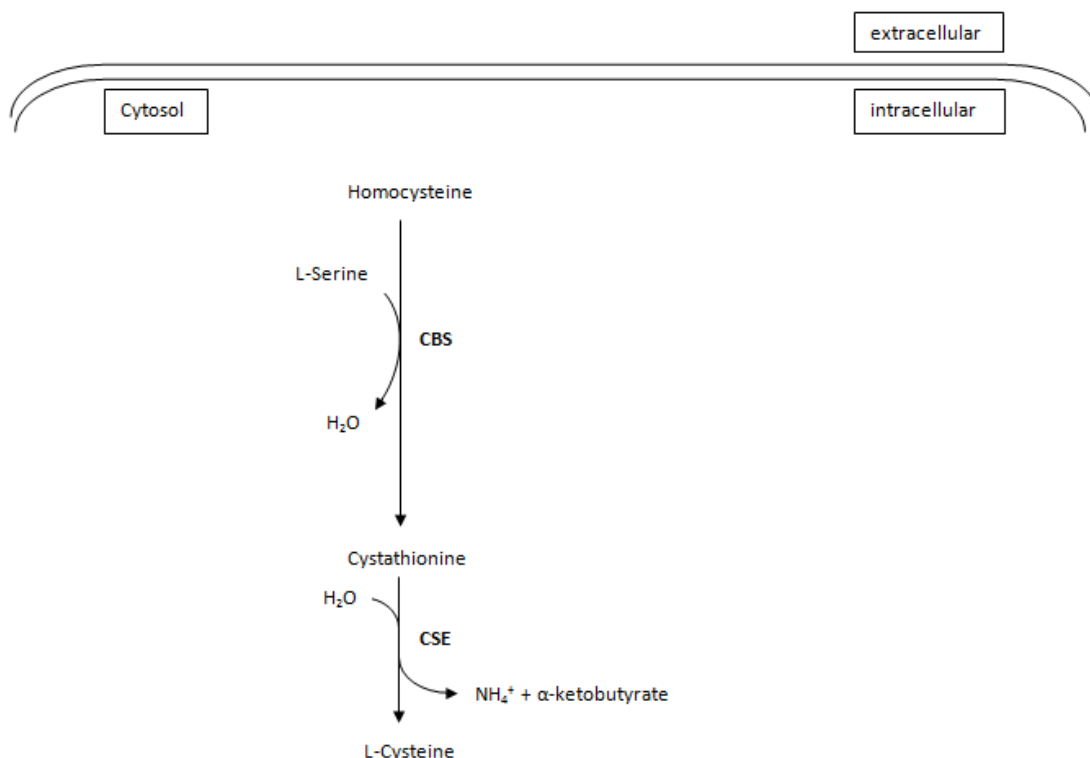 extracellular
Cytosol
intracellular
Homocysteine
L-Serine
CBS
H₂O
Cystathionine
H₂O
CSE
NH₄⁺ + α-ketobutyrate
L-Cysteine